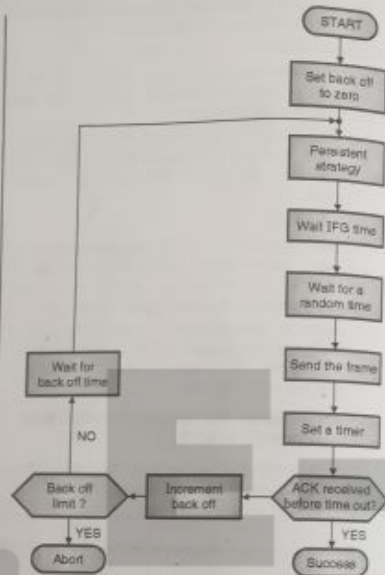 START
Set back off
to zero
Persistent
strategy
Wait IFG time
Wait for a
random time
Send the frame
Set a timer
ACK received
before time out?
YES
Success
Increment
back off
Back off
limit ?
YES
Abort
NO
Wait for
back off time